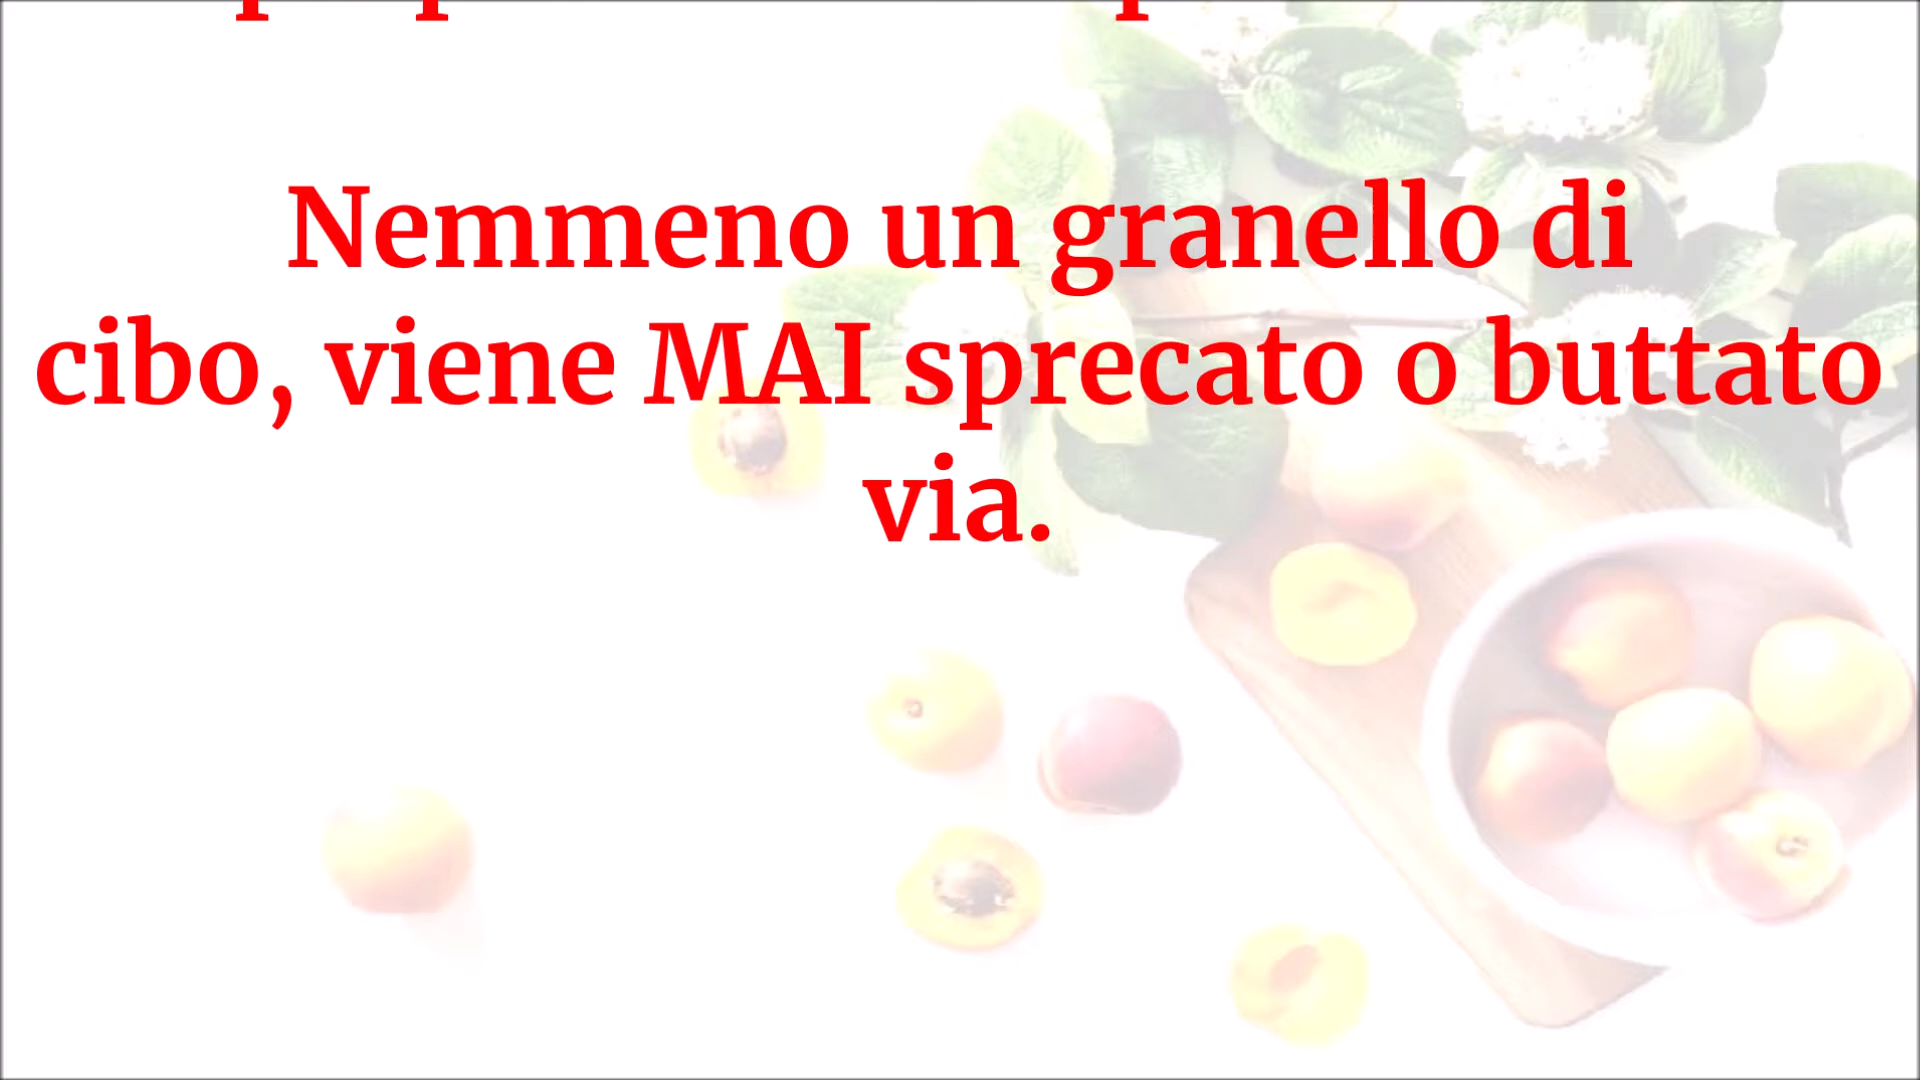 Nemmeno un granello di
cibo, viene MAI sprecato o buttato
via.